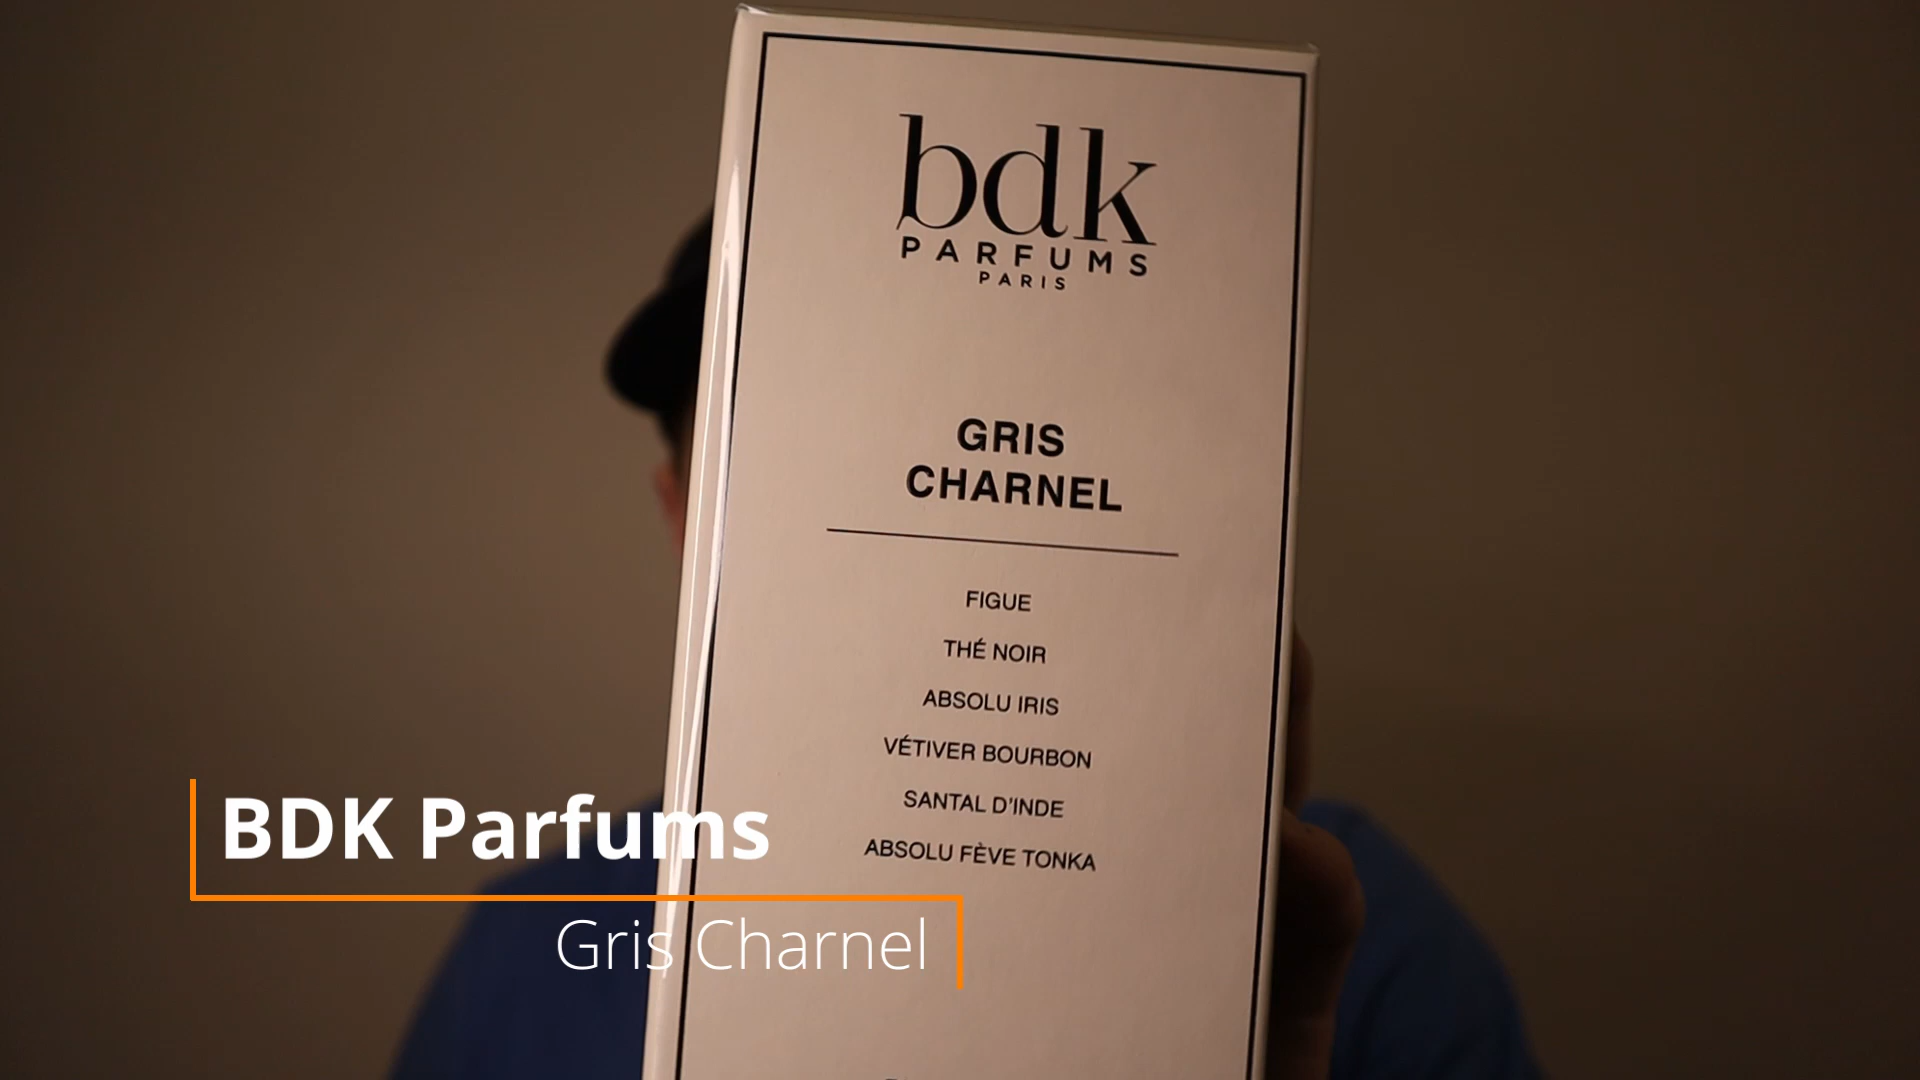 bdk
PARFUMS
PARIS
GRIS
CHARNEL
FIGUE
THÉ NOIR
ABSOLU IRIS
VÉTIVER BOURBON
SANTAL D'INDE
ABSOLU FÈVE TONKA
BDK Parfums
Gris Charnel